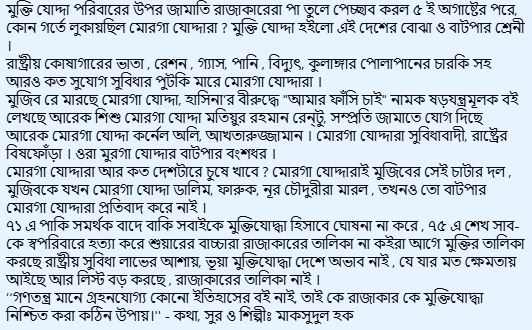 মুক্তি যোদ্দা পরিবারের উপর জামাতি রাজাকারেরা পা তুলে পেচ্ছাব করল ৫ ই অগাষ্টের পরে,
কোন গর্তে লুকায়ছিল মোরগা যোদ্দারা ? মুক্তি যোদ্দা হইলো এই দেশের বোঝা ও বাটপার শ্রেনী
।
রাষ্ট্রীয় কোষাগারের ভাতা , রেশন , গ্যাস, পানি , বিদ্যুৎ, কুলাঙ্গার পোলাপানের চারকি সহ
আরও কত সুযোগ সুবিধার পুটকি মারে মোরগা যোদ্দারা ।
মুজিব রে মারছে মোরগা যোদ্দা, হাসিনা'র বীরুদ্ধে "আমার ফাঁসি চাই" নামক ষড়যন্ত্রমূলক বই
লেখছে আরেক শিশু মোরগা যোদ্দা মতিয়ুর রহমান রেন্টু, সম্প্রতি জামাতে যোগ দিছে
আরেক মোরগা যোদ্দা কর্নেল অলি, আখতারুজ্জামান । মোরগা যোদ্দারা সুবিধাবাদী, রাষ্ট্রের
বিষফোঁড়া । ওরা মুরগা যোদ্দার বাটপার বংশধর ।
মোরগা যোদ্দারা আর কত দেশটারে চুষে খাবে ? মোরগা যোদ্দারাই মুজিবের সেই চাটার দল ,
মুজিবকে যখন মোরগা যোদ্দা ডালিম, ফারুক, নূর চৌদুরীরা মারল , তখনও তো বাটপার
মোরগা যোদ্দারা প্রতিবাদ করে নাই ।
৭১ এ পাকি সমর্থক বাদে বাকি সবাইকে মুক্তিযোদ্ধা হিসাবে ঘোষনা না করে , ৭৫ এ শেখ সাব-
কে স্বপরিবারে হত্যা করে শুয়ারের বাচ্চারা রাজাকারের তালিকা না কইরা আগে মুক্তির তালিকা
করছে রাষ্ট্রীয় সুবিধা লাভের আশায়, ভূয়া মুক্তিযোদ্ধা দেশে অভাব নাই , যে যার মত ক্ষেমতায়
আইছে আর লিস্ট বড় করছে , রাজাকারের তালিকা নাই ।
"গণতন্ত্র মানে গ্রহনযোগ্য কোনো ইতিহাসের বই নাই, তাই কে রাজাকার কে মুক্তিযোদ্ধা
নিশ্চিত করা কঠিন উপায়।" - কথা, সুর ও শিল্পীঃ মাকসুদুল হক